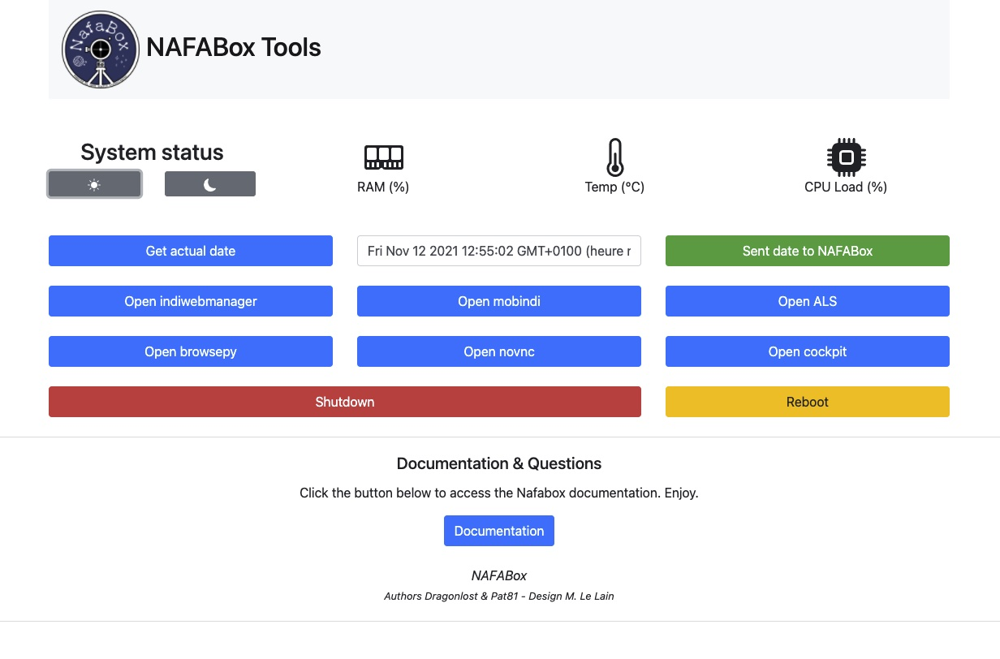 NafaBox
NAFABox Tools
System status
RAM (%)
Temp (°C)
CPU Load (%)
Get actual date
Fri Nov 12 2021 12:55:02 GMT+0100 (heure r
Sent date to NAFABox
Open indiwebmanager
Open mobindi
Open ALS
Open browsepy
Open novnc
Open cockpit
Shutdown
Reboot
Documentation & Questions
Click the button below to access the Nafabox documentation. Enjoy.
Documentation
NAFABox
Authors Dragonlost & Pat81 - Design M. Le Lain